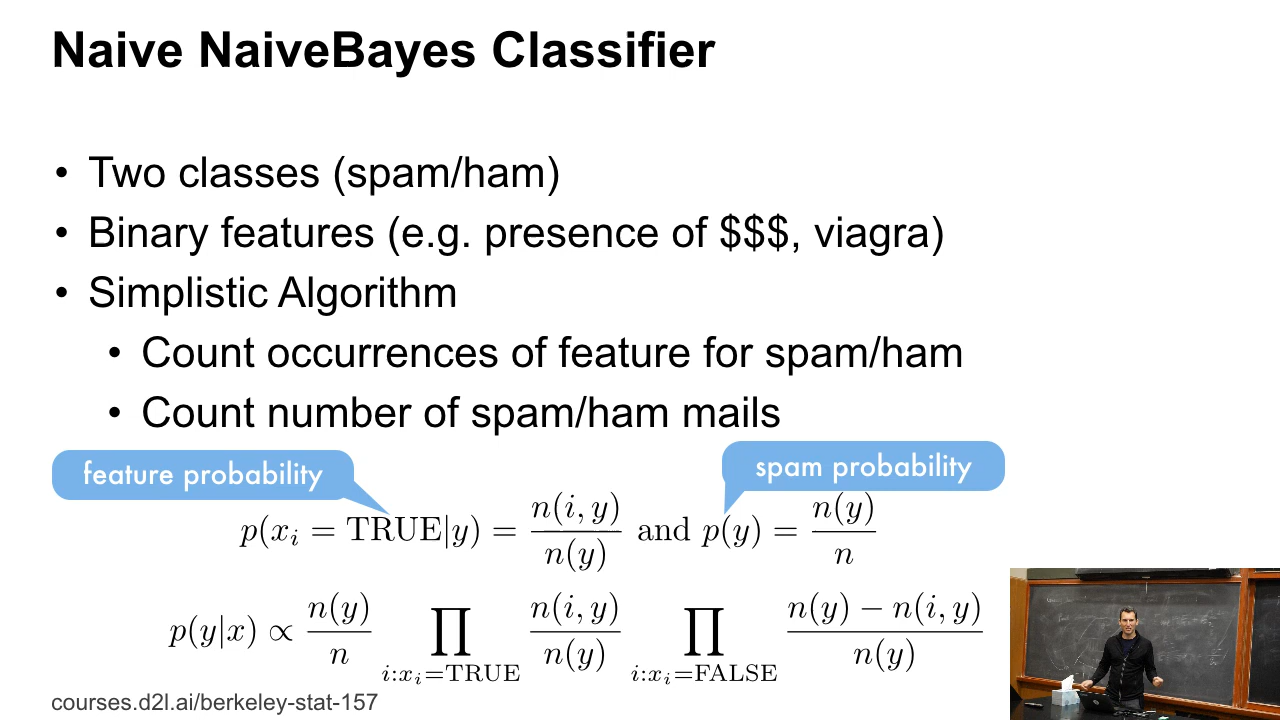 Naive NaiveBayes Classifier
• Two classes (spam/ham)
• Binary features (e.g. presence of $$$, viagra)
• Simplistic Algorithm
• Count occurrences of feature for spam/ham
• Count number of spam/ham mails
feature probability
spam probability
p(x_i = TRUE|y) = n(i, y)/n(y) and p(y) = n(y)/n
p(y|x) ∝ n(y)/n ∏_{i:x_i=TRUE} n(i, y)/n(y) ∏_{i:x_i=FALSE} (n(y) − n(i, y))/n(y)
courses.d2l.ai/berkeley-stat-157